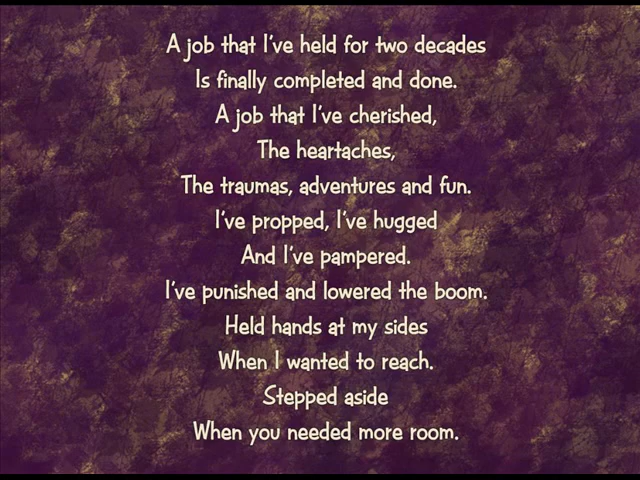 A job that I've held for two decades
Is finally completed and done.
A job that I've cherished,
The heartaches,
The traumas, adventures and fun.
I've propped, I've hugged
And I've pampered.
I've punished and lowered the boom.
Held hands at my sides
When I wanted to reach.
Stepped aside
When you needed more room.